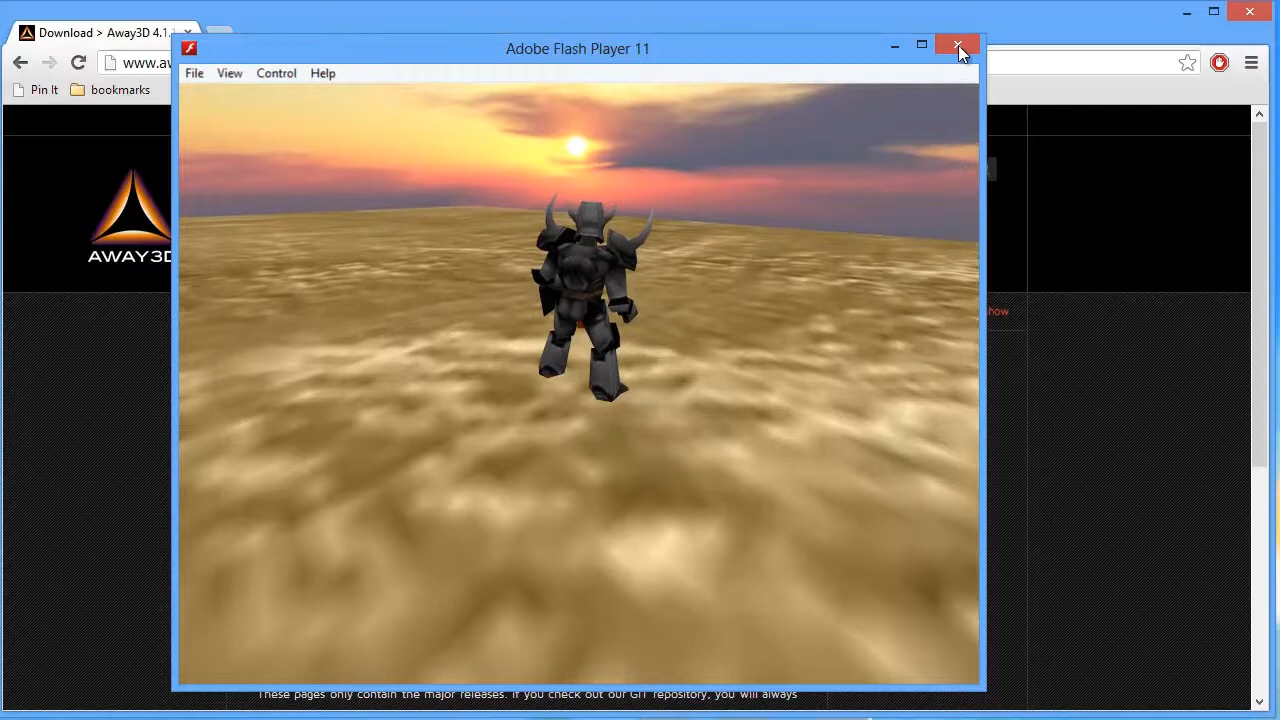 Download > Away3D 4.1.
Adobe Flash Player 11
www.aw
File View Control Help
Pin It bookmarks
AWAY3D
how
These pages only contain the major releases. If you check out our GIT repository, you will always